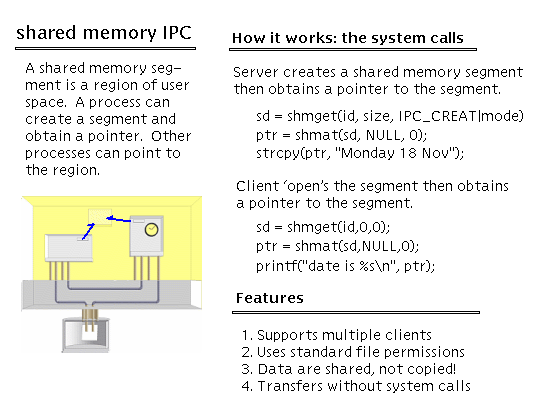 shared memory IPC
A shared memory seg–
ment is a region of user
space. A process can
create a segment and
obtain a pointer. Other
processes can point to
the region.
How it works: the system calls
Server creates a shared memory segment
then obtains a pointer to the segment.
sd = shmget(id, size, IPC_CREAT|mode)
ptr = shmat(sd, NULL, 0);
strcpy(ptr, "Monday 18 Nov");
Client ‘open’s the segment then obtains
a pointer to the segment.
sd = shmget(id,0,0);
ptr = shmat(sd,NULL,0);
printf("date is %s\n", ptr);
Features
1. Supports multiple clients
2. Uses standard file permissions
3. Data are shared, not copied!
4. Transfers without system calls